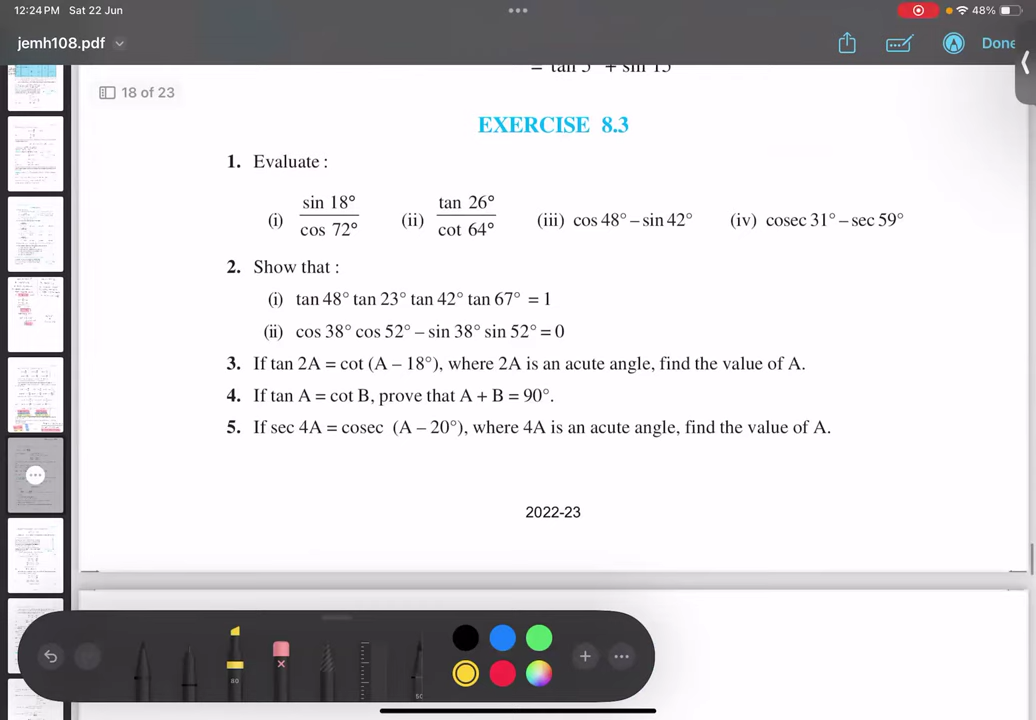 12:24 PM Sat 22 Jun
48%
jemh108.pdf
Done
18 of 23
EXERCISE 8.3
1. Evaluate :
(i) sin 18° / cos 72° (ii) tan 26° / cot 64° (iii) cos 48° – sin 42° (iv) cosec 31° – sec 59°
2. Show that :
(i) tan 48° tan 23° tan 42° tan 67° = 1
(ii) cos 38° cos 52° – sin 38° sin 52° = 0
3. If tan 2A = cot (A – 18°), where 2A is an acute angle, find the value of A.
4. If tan A = cot B, prove that A + B = 90°.
5. If sec 4A = cosec (A – 20°), where 4A is an acute angle, find the value of A.
2022-23
80